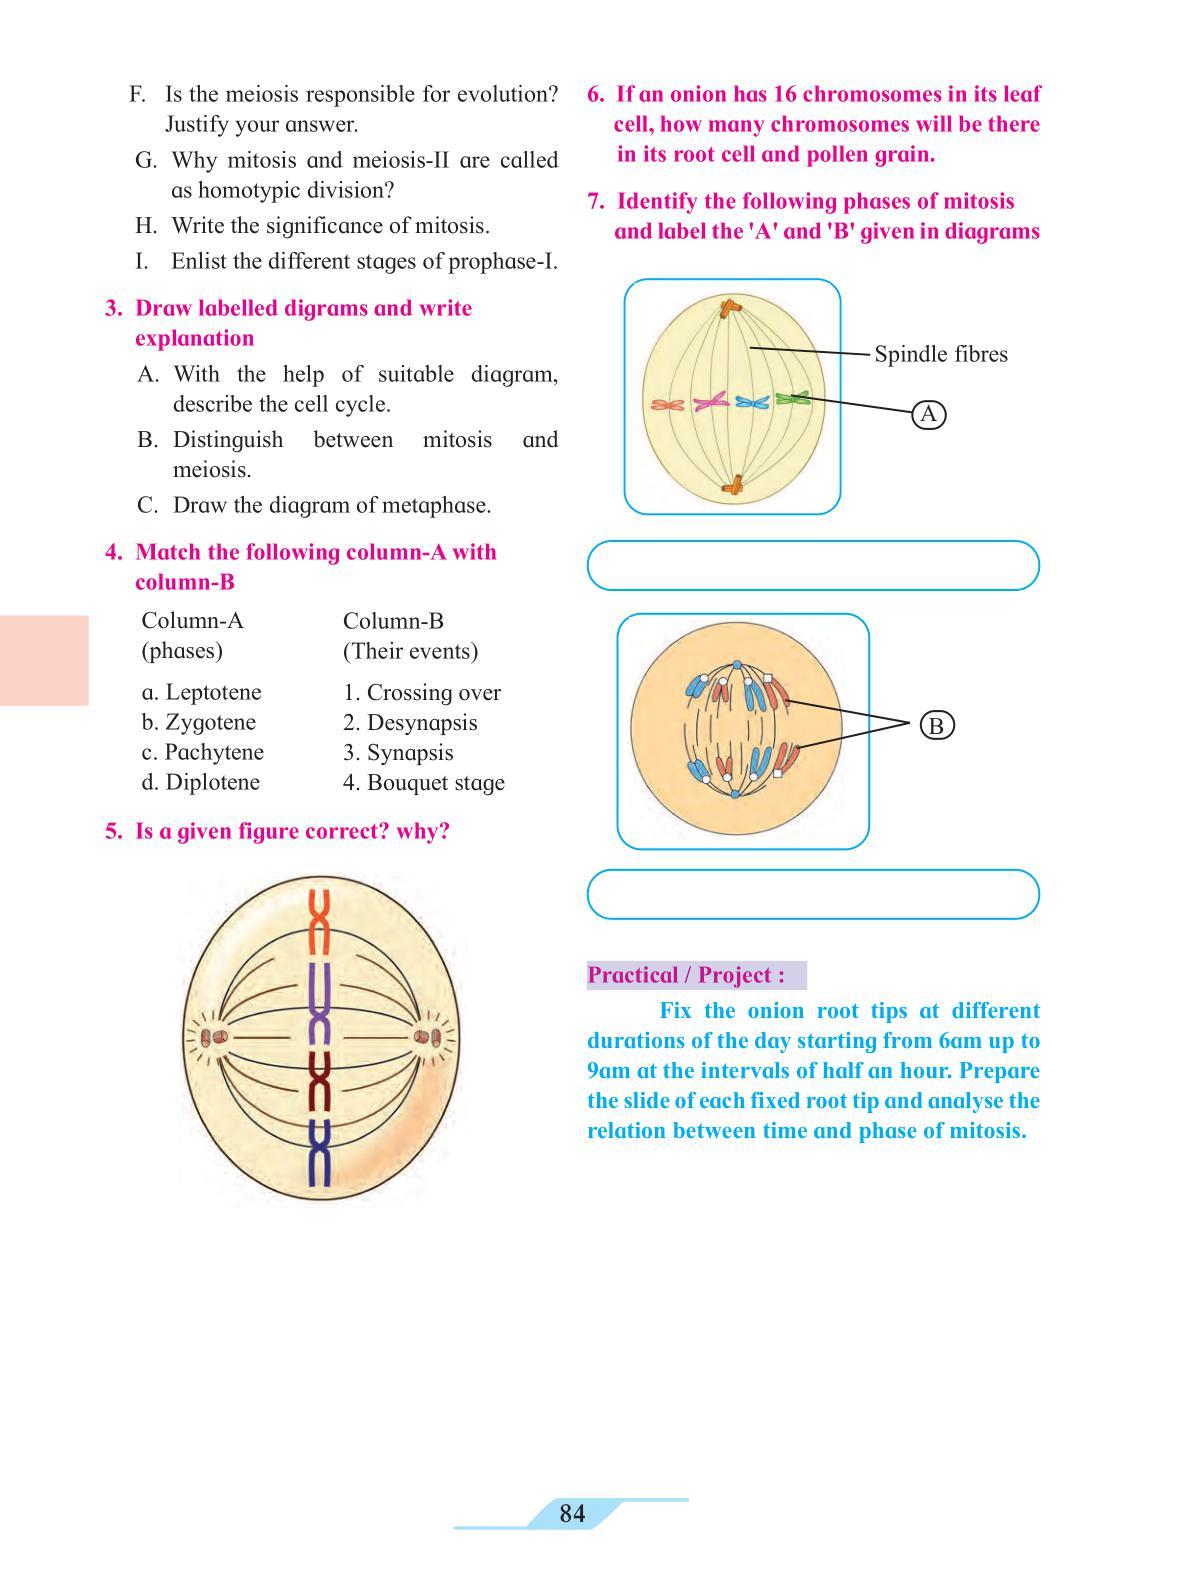 F. Is the meiosis responsible for evolution?
Justify your answer.
G. Why mitosis and meiosis-II are called
as homotypic division?
H. Write the significance of mitosis.
I. Enlist the different stages of prophase-I.
3. Draw labelled digrams and write
explanation
A. With the help of suitable diagram,
describe the cell cycle.
B. Distinguish between mitosis and
meiosis.
C. Draw the diagram of metaphase.
4. Match the following column-A with
column-B
Column-A Column-B
(phases) (Their events)
a. Leptotene 1. Crossing over
b. Zygotene 2. Desynapsis
c. Pachytene 3. Synapsis
d. Diplotene 4. Bouquet stage
5. Is a given figure correct? why?
6. If an onion has 16 chromosomes in its leaf
cell, how many chromosomes will be there
in its root cell and pollen grain.
7. Identify the following phases of mitosis
and label the 'A' and 'B' given in diagrams
Spindle fibres
A
B
Practical / Project :
Fix the onion root tips at different
durations of the day starting from 6am up to
9am at the intervals of half an hour. Prepare
the slide of each fixed root tip and analyse the
relation between time and phase of mitosis.
84